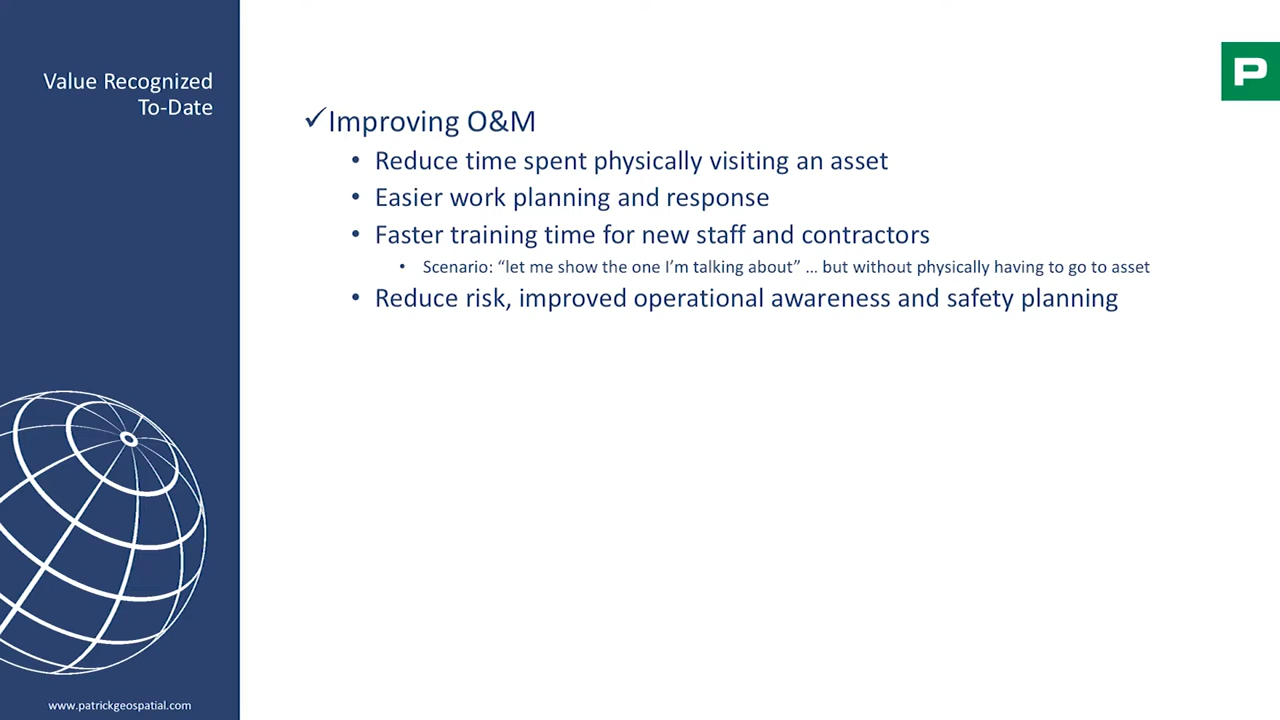 Value Recognized
To-Date
P
✓Improving O&M
• Reduce time spent physically visiting an asset
• Easier work planning and response
• Faster training time for new staff and contractors
• Scenario: “let me show the one I’m talking about” … but without physically having to go to asset
• Reduce risk, improved operational awareness and safety planning
www.patrickgeospatial.com